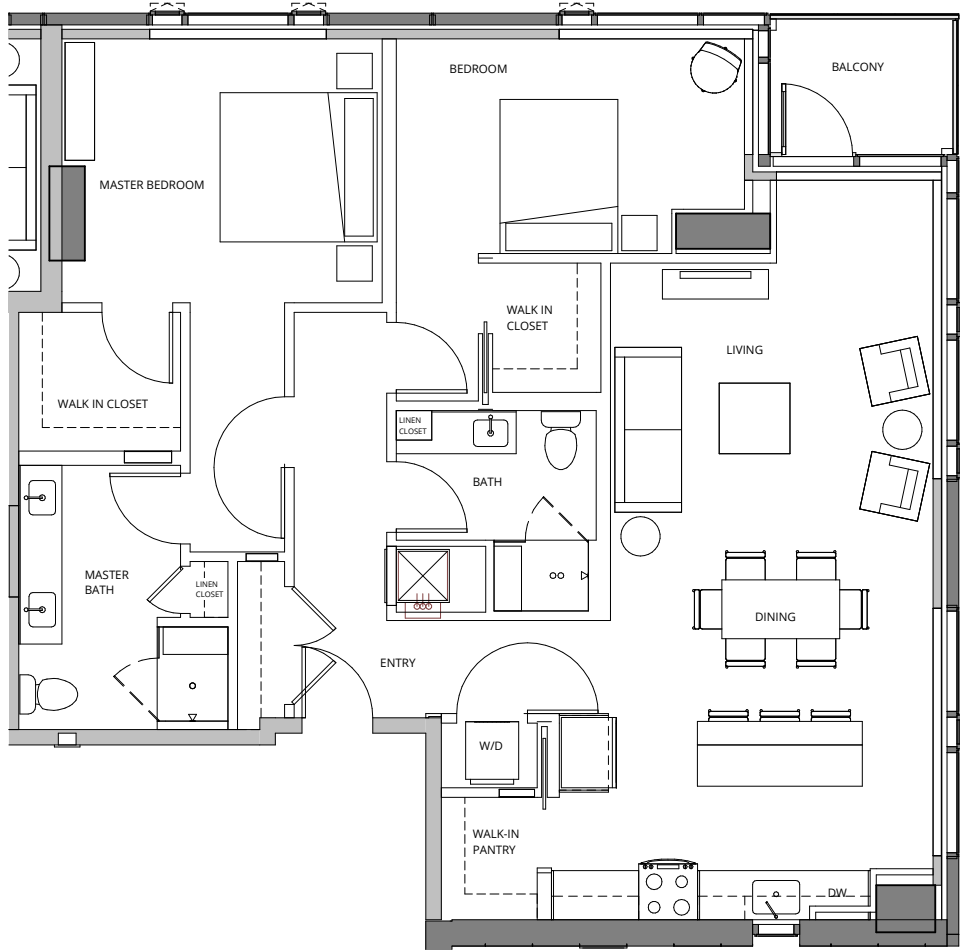 BEDROOM
BALCONY
MASTER BEDROOM
WALK IN
CLOSET
LIVING
WALK IN CLOSET
LINEN
CLOSET
BATH
MASTER
BATH
LINEN
CLOSET
DINING
ENTRY
W/D
WALK-IN
PANTRY
DW